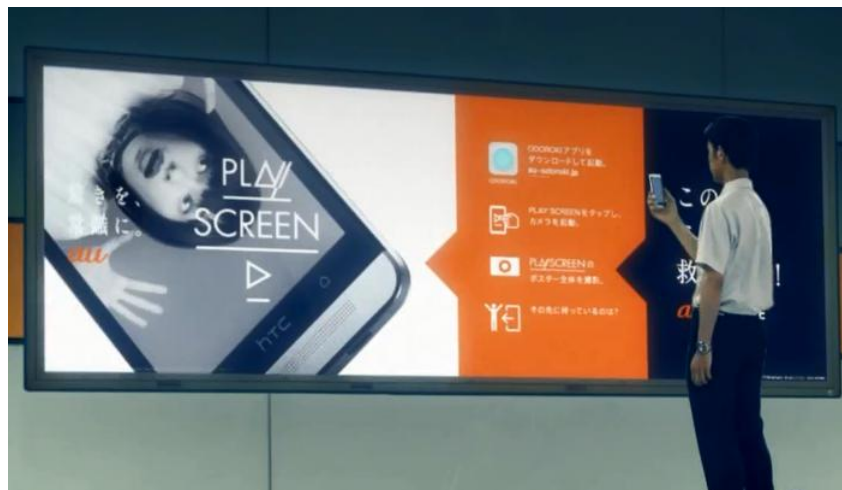 驚きを、
常識に。
au
PLAY
SCREEN
htc
ODOROKIアプリを
ダウンロードして起動。
au-odoroki.jp
PLAY SCREENをタップし、
カメラを起動。
PLAY SCREENの
ポスター全体を撮影。
その先に待っているのは?
この
救
!
a